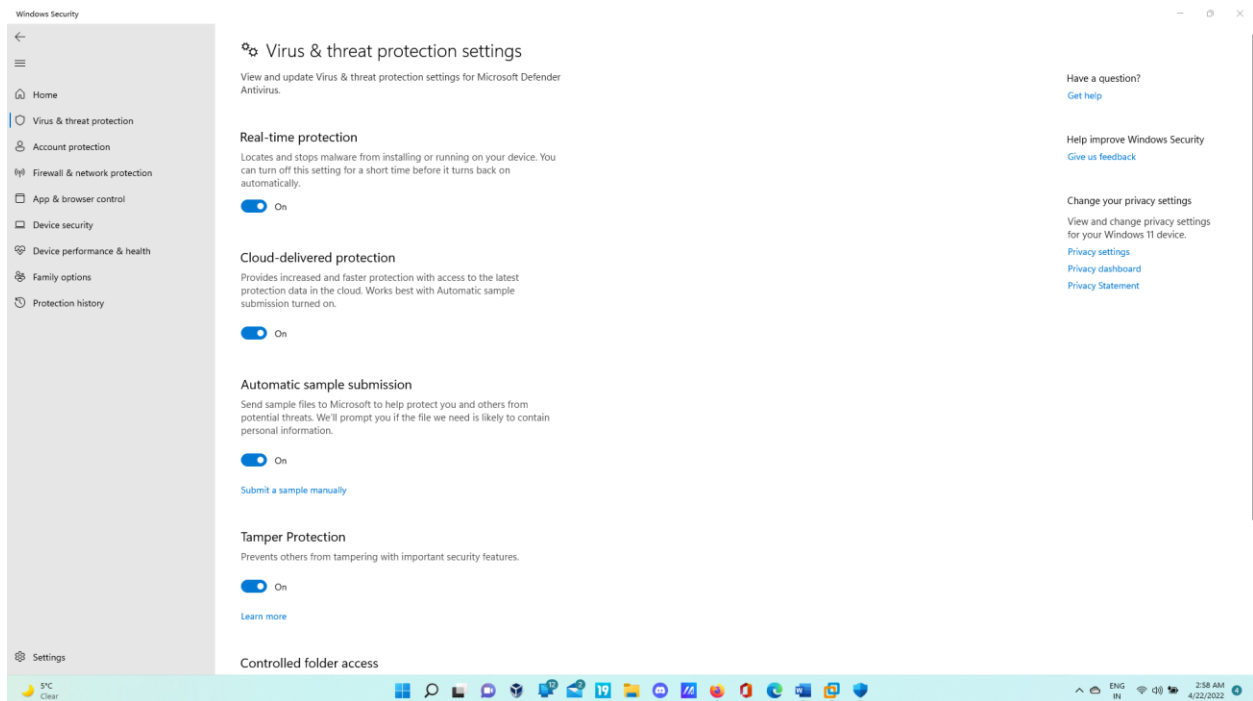 Windows Security
Home
Virus & threat protection
Account protection
Firewall & network protection
App & browser control
Device security
Device performance & health
Family options
Protection history
Settings
Virus & threat protection settings
View and update Virus & threat protection settings for Microsoft Defender
Antivirus.
Real-time protection
Locates and stops malware from installing or running on your device. You
can turn off this setting for a short time before it turns back on
automatically.
On
Cloud-delivered protection
Provides increased and faster protection with access to the latest
protection data in the cloud. Works best with Automatic sample
submission turned on.
On
Automatic sample submission
Send sample files to Microsoft to help protect you and others from
potential threats. We'll prompt you if the file we need is likely to contain
personal information.
On
Submit a sample manually
Tamper Protection
Prevents others from tampering with important security features.
On
Learn more
Controlled folder access
Have a question?
Get help
Help improve Windows Security
Give us feedback
Change your privacy settings
View and change privacy settings
for your Windows 11 device.
Privacy settings
Privacy dashboard
Privacy Statement
5°C
Clear
12
2
19
ENG
IN
2:58 AM
4/22/2022
4